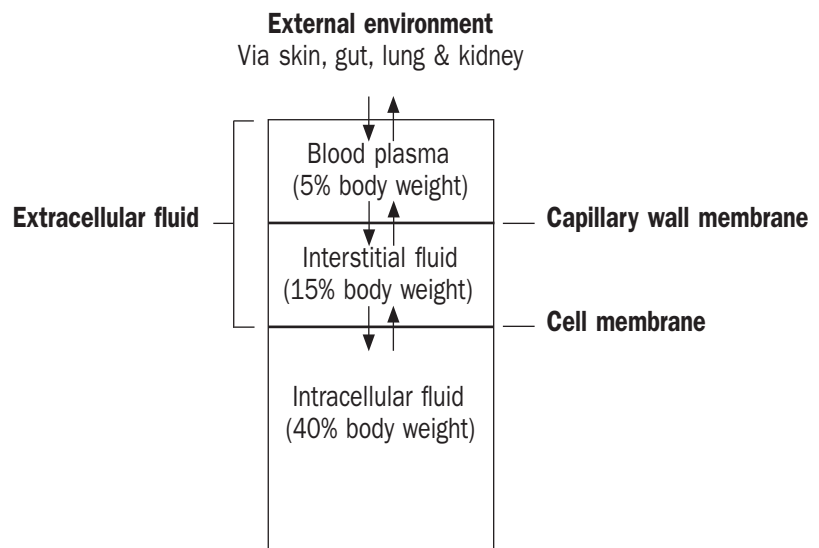 External environment
Via skin, gut, lung & kidney
Blood plasma
(5% body weight)
Extracellular fluid
Capillary wall membrane
Interstitial fluid
(15% body weight)
Cell membrane
Intracellular fluid
(40% body weight)